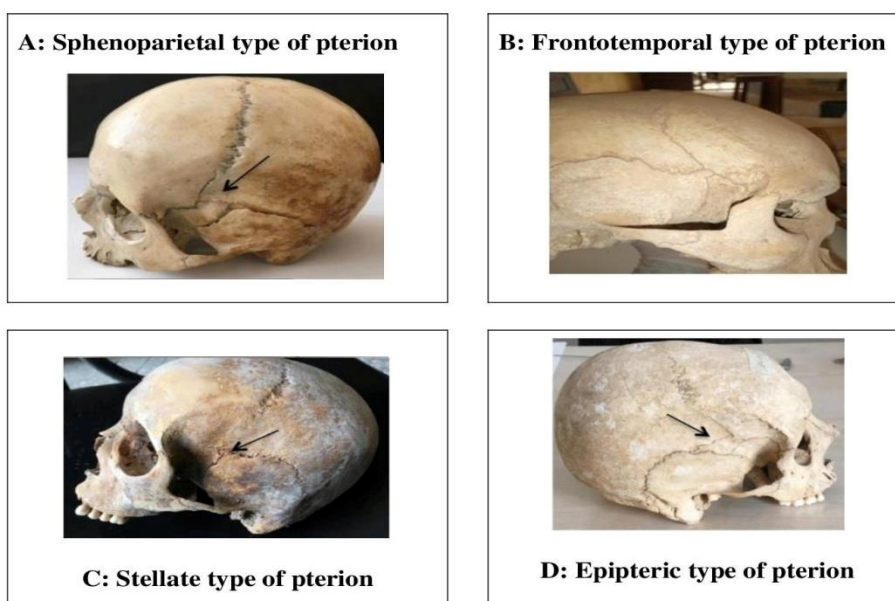 A: Sphenoparietal type of pterion
B: Frontotemporal type of pterion
C: Stellate type of pterion
D: Epipteric type of pterion